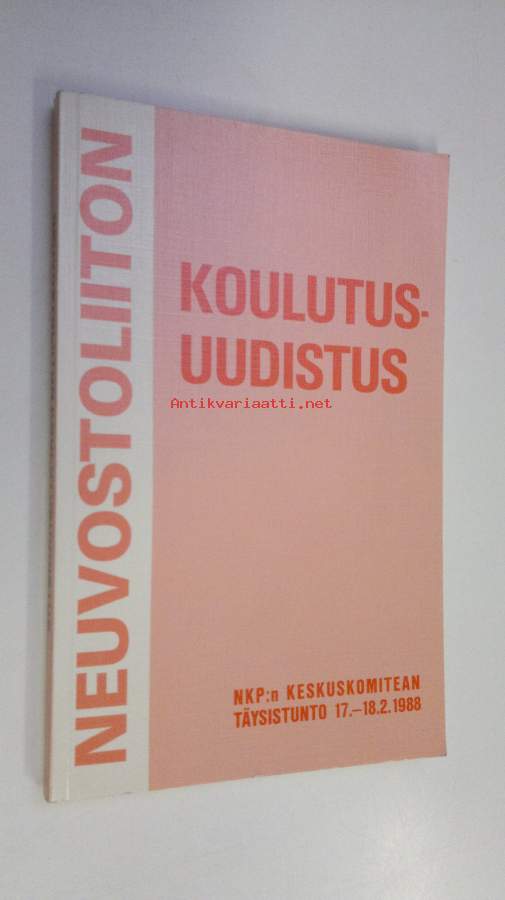 NEUVOSTOLIITON
KOULUTUS-
UUDISTUS
Antikvariaatti.net
NKP:n KESKUSKOMITEAN
TÄYSISTUNTO 17.–18.2.1988